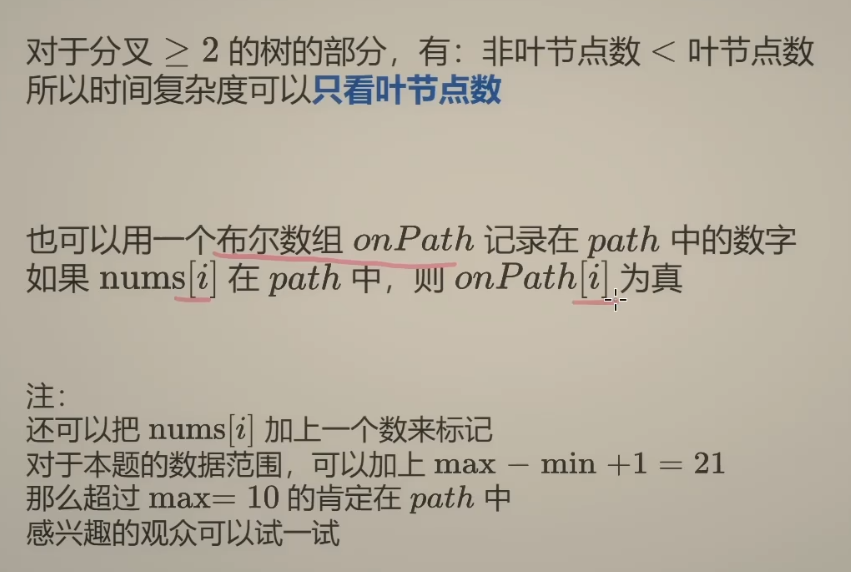 对于分叉 ≥ 2 的树的部分，有：非叶节点数 < 叶节点数
所以时间复杂度可以只看叶节点数
也可以用一个布尔数组 onPath 记录在 path 中的数字
如果 nums[i] 在 path 中，则 onPath[i] 为真
注：
还可以把 nums[i] 加上一个数来标记
对于本题的数据范围，可以加上 max − min +1 = 21
那么超过 max= 10 的肯定在 path 中
感兴趣的观众可以试一试